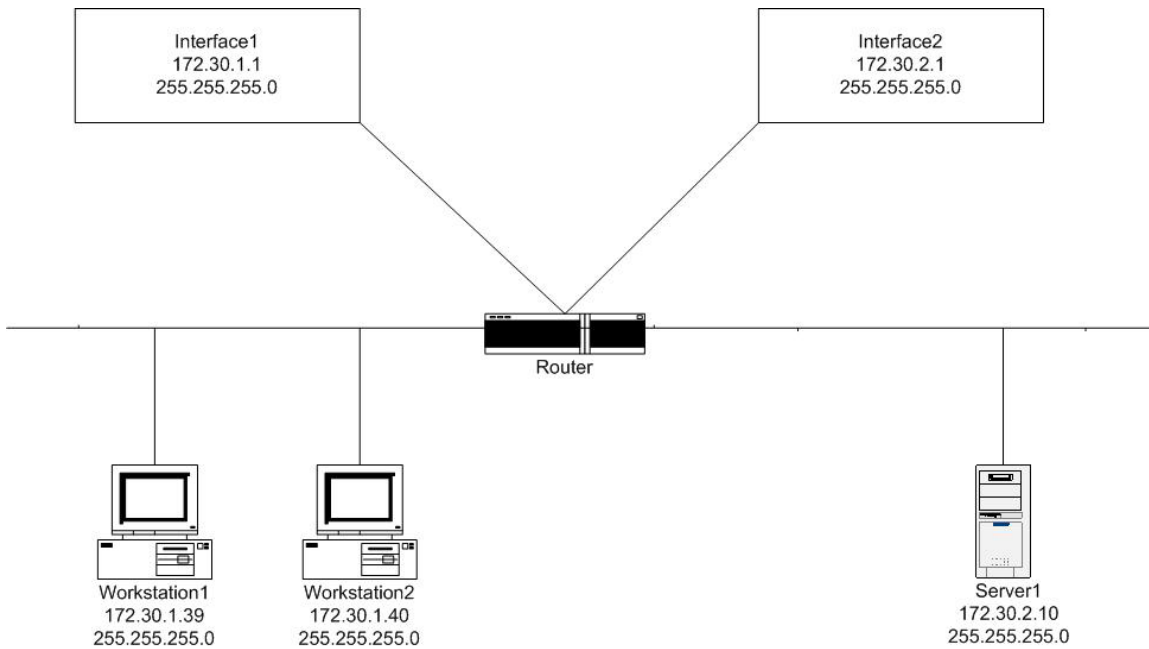 Interface1
172.30.1.1
255.255.255.0
Interface2
172.30.2.1
255.255.255.0
Router
Workstation1
172.30.1.39
255.255.255.0
Workstation2
172.30.1.40
255.255.255.0
Server1
172.30.2.10
255.255.255.0